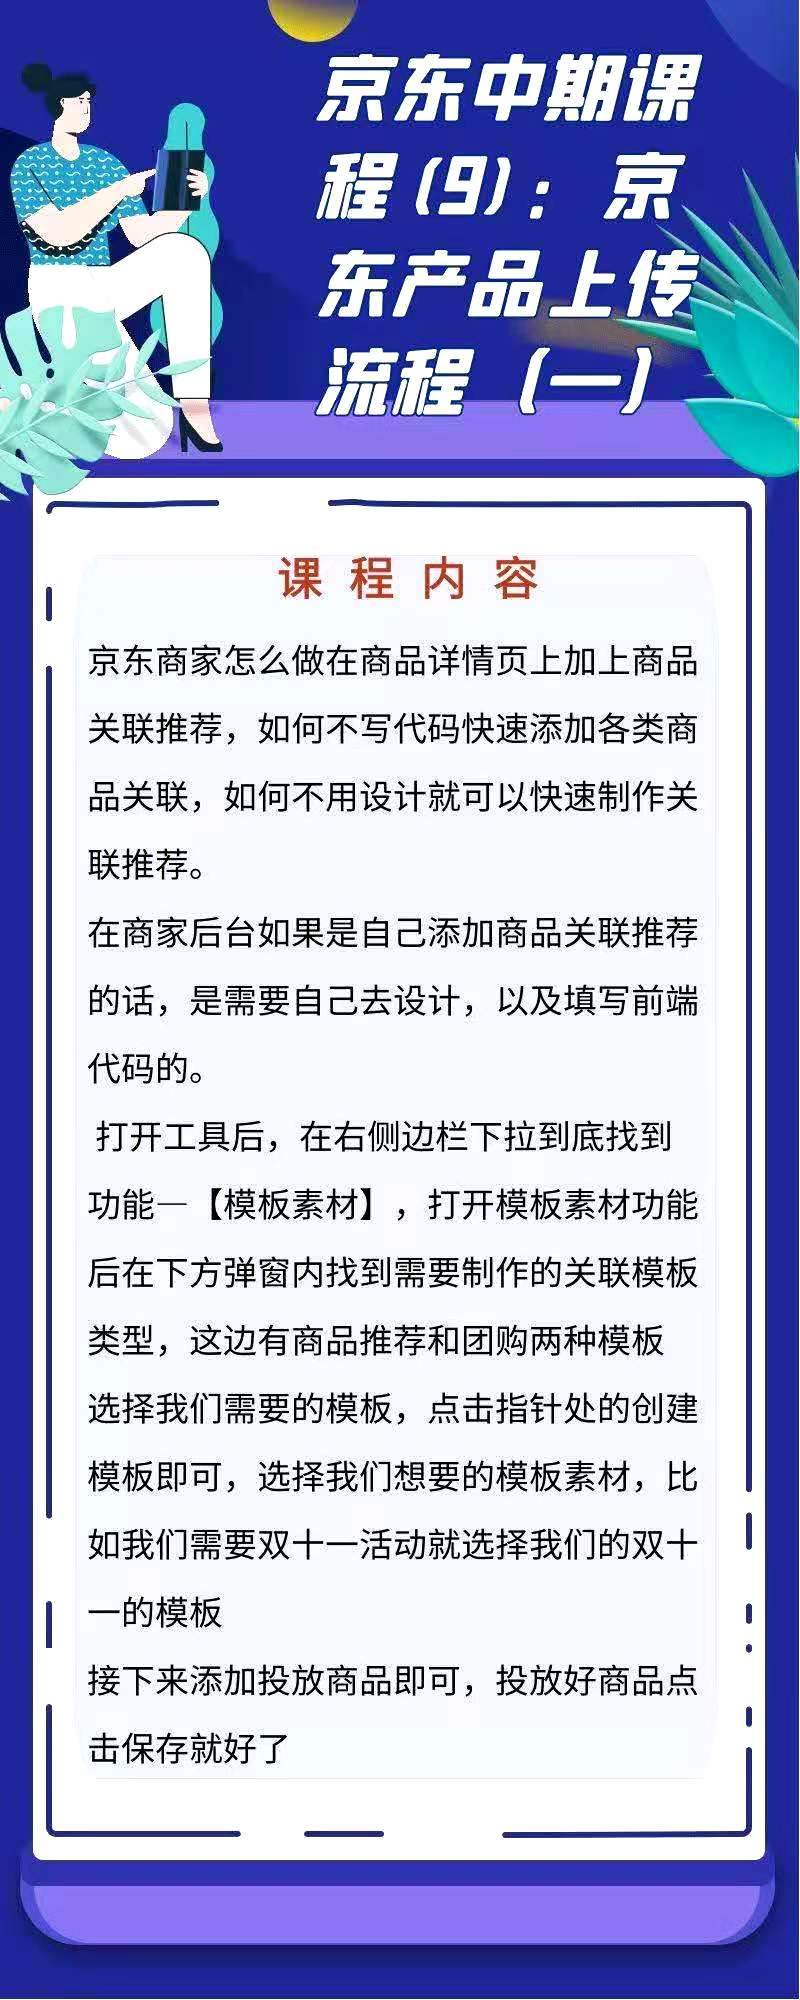 京东中期课
程(9)：京
东产品上传
流程（一）
课程内容
京东商家怎么做在商品详情页上加上商品
关联推荐，如何不写代码快速添加各类商
品关联，如何不用设计就可以快速制作关
联推荐。
在商家后台如果是自己添加商品关联推荐
的话，是需要自己去设计，以及填写前端
代码的。
打开工具后，在右侧边栏下拉到底找到
功能—【模板素材】，打开模板素材功能
后在下方弹窗内找到需要制作的关联模板
类型，这边有商品推荐和团购两种模板
选择我们需要的模板，点击指针处的创建
模板即可，选择我们想要的模板素材，比
如我们需要双十一活动就选择我们的双十
一的模板
接下来添加投放商品即可，投放好商品点
击保存就好了